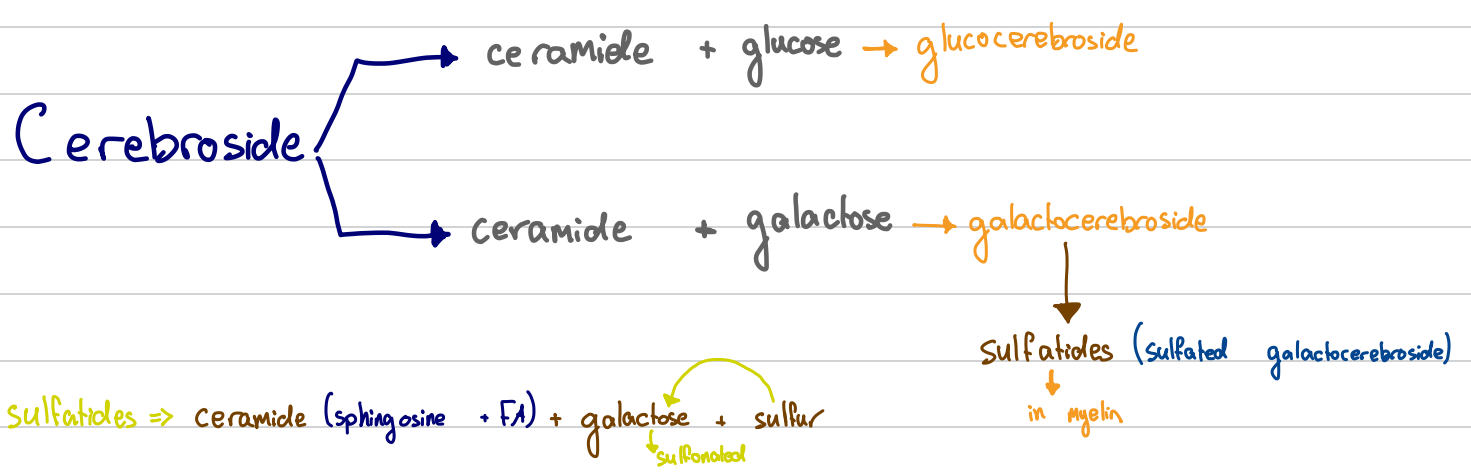 ceramide + glucose → glucocerebroside
Cerebroside
ceramide + galactose → galactocerebroside
sulfatides (sulfated galactocerebroside)
in myelin
sulfatides => ceramide (sphingosine + FA) + galactose + sulfur
sulfonated